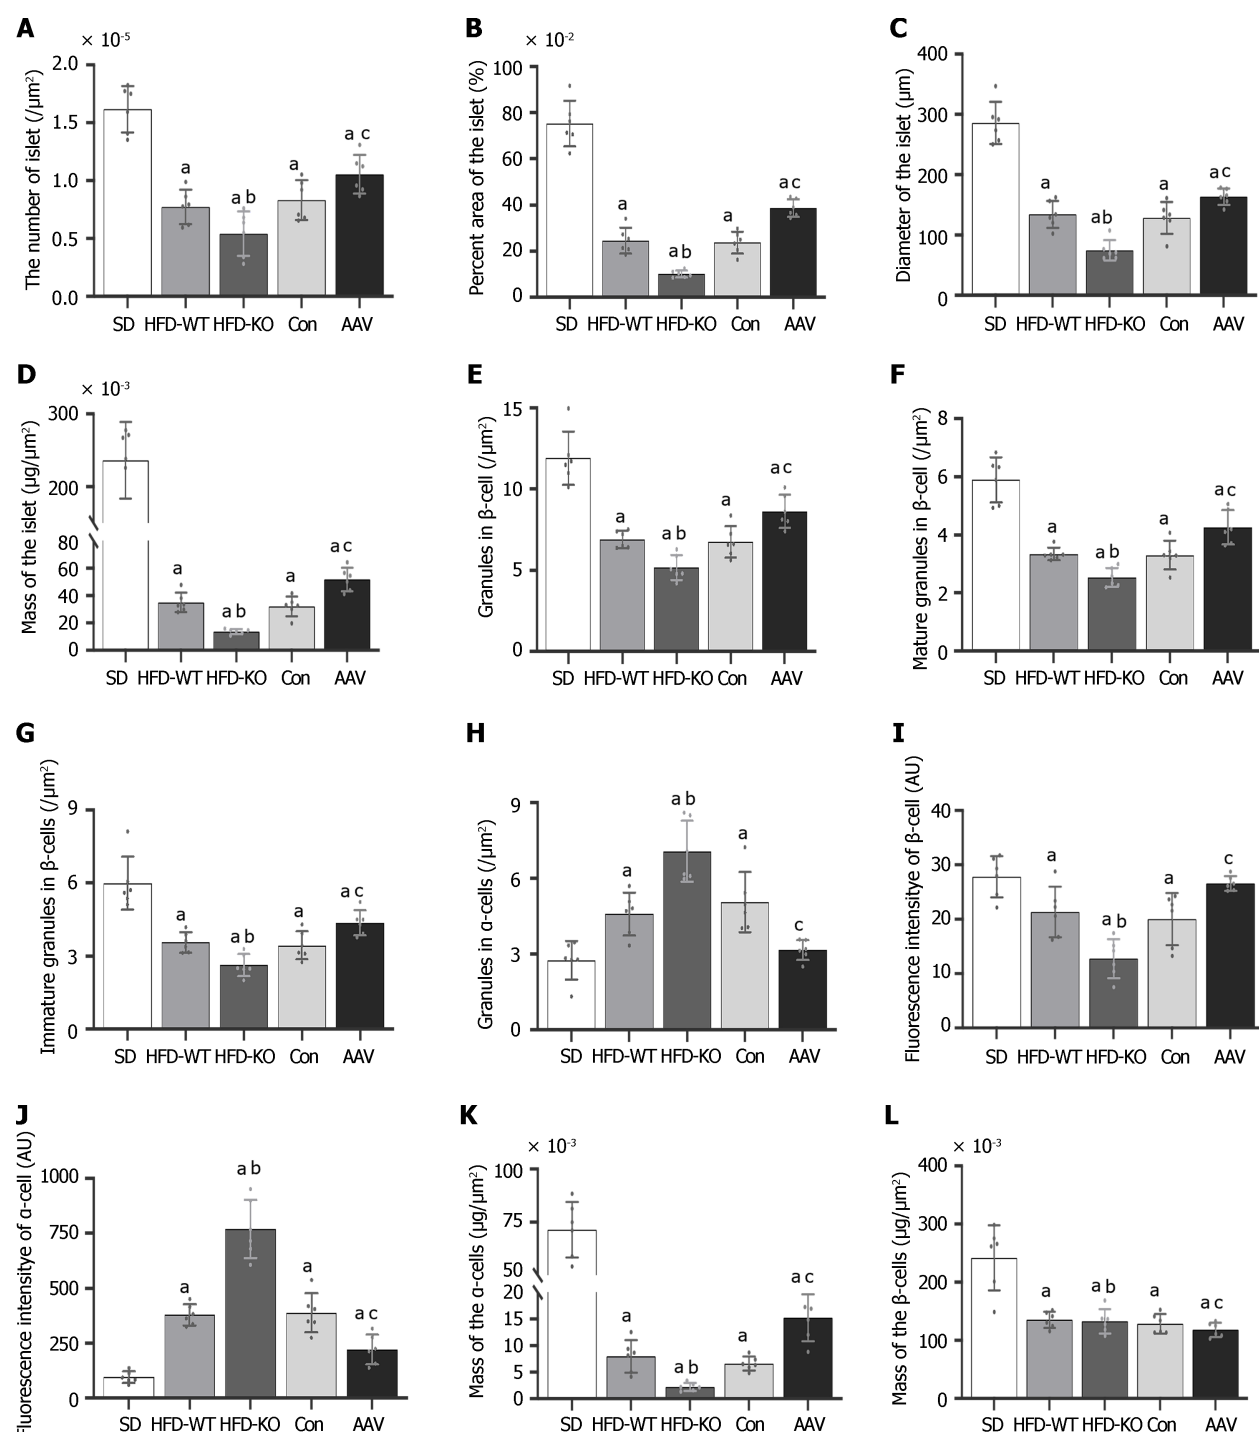 A
× 10-5
The number of islet (/µm2)
2.0
1.5
1.0
0.5
0.0
a
a b
a
a c
SD HFD-WT HFD-KO Con AAV
B
× 10-2
Percent area of the islet (%)
100
80
60
40
20
0
a
a b
a
a c
SD HFD-WT HFD-KO Con AAV
C
Diameter of the islet (µm)
400
300
200
100
0
a
ab
a
a c
SD HFD-WT HFD-KO Con AAV
D
× 10-3
Mass of the islet (µg/µm2)
300
200
80
60
40
20
0
a
a b
a
a c
SD HFD-WT HFD-KO Con AAV
E
Granules in β-cell (/µm2)
15
10
5
0
a
a b
a
a c
SD HFD-WT HFD-KO Con AAV
F
Mature granules in β-cell (/µm2)
8
6
4
2
0
a
a b
a
a c
SD HFD-WT HFD-KO Con AAV
G
Immature granules in β-cells (/µm2)
9
6
3
0
a
a b
a
a c
SD HFD-WT HFD-KO Con AAV
H
Granules in α-cells (/µm2)
9
6
3
0
a
a b
a
c
SD HFD-WT HFD-KO Con AAV
I
Fluorescence intensitye of β-cell (AU)
40
30
20
10
0
a
a b
a
c
SD HFD-WT HFD-KO Con AAV
J
Fluorescence intensitye of α-cell (AU)
1000
750
500
250
0
a
a b
a
a c
SD HFD-WT HFD-KO Con AAV
K
× 10-3
Mass of the α-cells (µg/µm2)
100
75
50
20
15
10
5
0
a
a b
a
a c
SD HFD-WT HFD-KO Con AAV
L
× 10-3
Mass of the β-cells (µg/µm2)
400
300
200
100
0
a
a b
a
a c
SD HFD-WT HFD-KO Con AAV